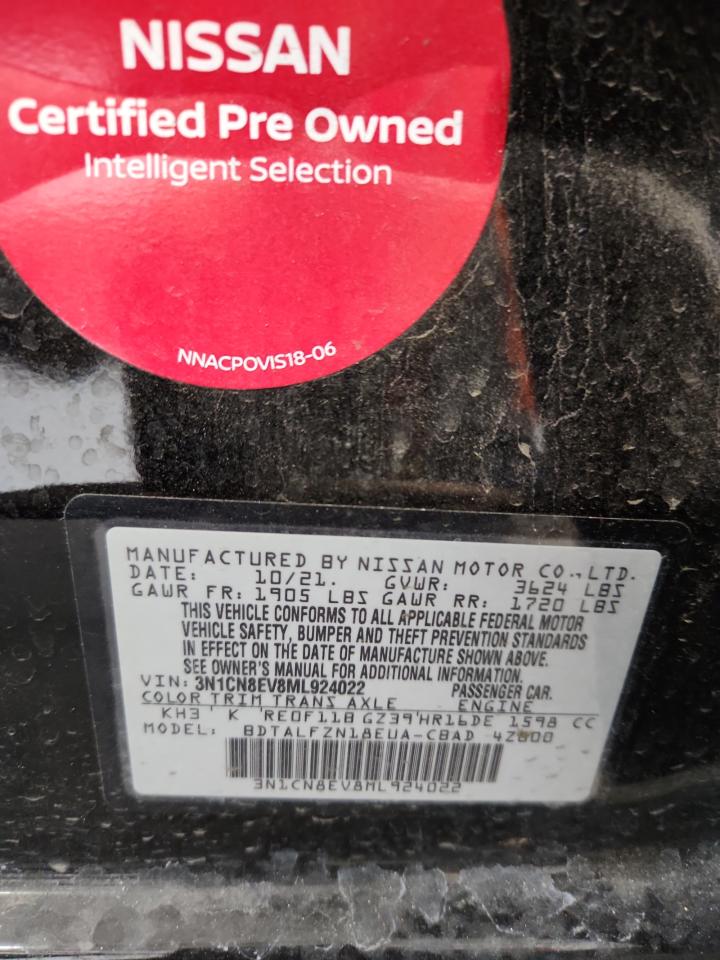 NISSAN
Certified Pre Owned
Intelligent Selection
NNACPOVIS18-06
MANUFACTURED BY NISSAN MOTOR CO., LTD.
DATE: 10/21. GVWR: 3624 LBS
GAWR FR: 1905 LBS GAWR RR: 1720 LBS
THIS VEHICLE CONFORMS TO ALL APPLICABLE FEDERAL MOTOR
VEHICLE SAFETY, BUMPER AND THEFT PREVENTION STANDARDS
IN EFFECT ON THE DATE OF MANUFACTURE SHOWN ABOVE.
SEE OWNER'S MANUAL FOR ADDITIONAL INFORMATION.
VIN: 3N1CN8EV8ML924022 PASSENGER CAR.
COLOR TRIM TRANS AXLE ENGINE
KH3 K RE0F11B GZ39 HR16DE 1598 CC
MODEL: BDTALFZN18EUA-CBAD
3N1CN8EV8ML924022